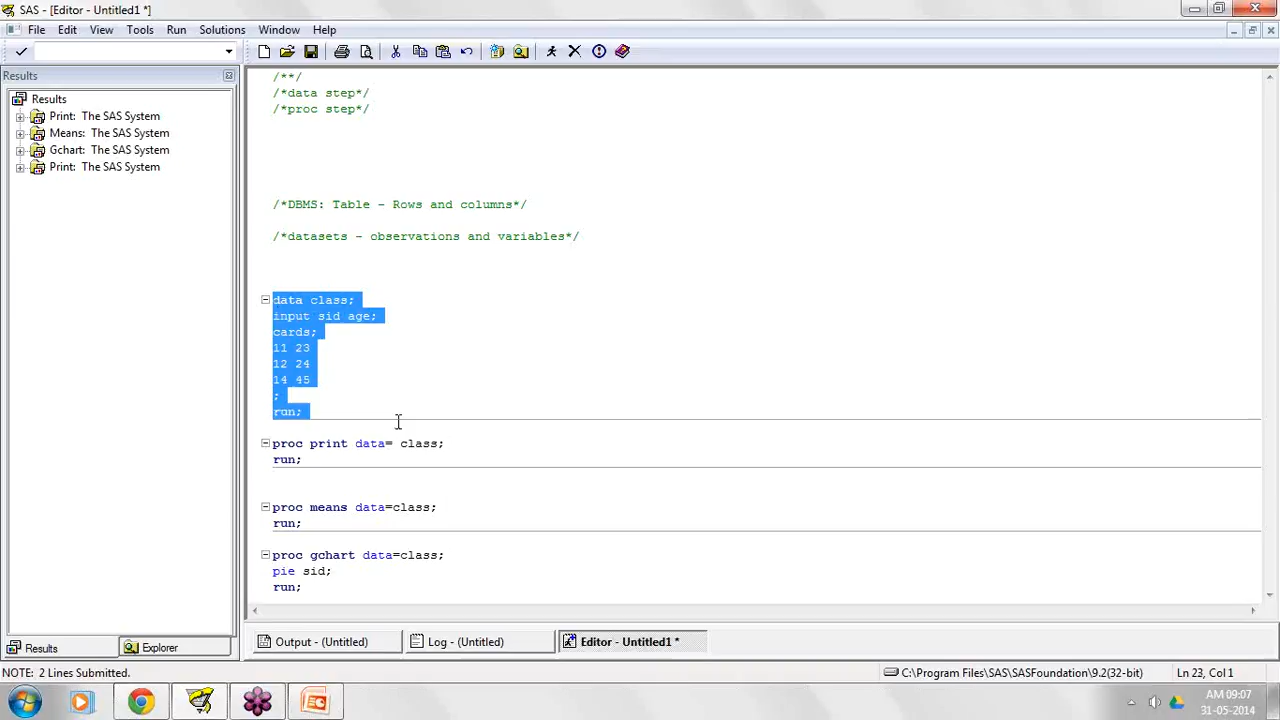 SAS - [Editor - Untitled1 *]
File Edit View Tools Run Solutions Window Help
Results
Results
Print: The SAS System
Means: The SAS System
Gchart: The SAS System
Print: The SAS System
/**/
/*data step*/
/*proc step*/
/*DBMS: Table - Rows and columns*/
/*datasets - observations and variables*/
data class;
input sid age;
cards;
11 23
12 24
14 45
;
run;
proc print data= class;
run;
proc means data=class;
run;
proc gchart data=class;
pie sid;
run;
Results Explorer
Output - (Untitled) Log - (Untitled) Editor - Untitled1 *
NOTE: 2 Lines Submitted. C:\Program Files\SAS\SASFoundation\9.2(32-bit) Ln 23, Col 1
AM 09:07
31-05-2014